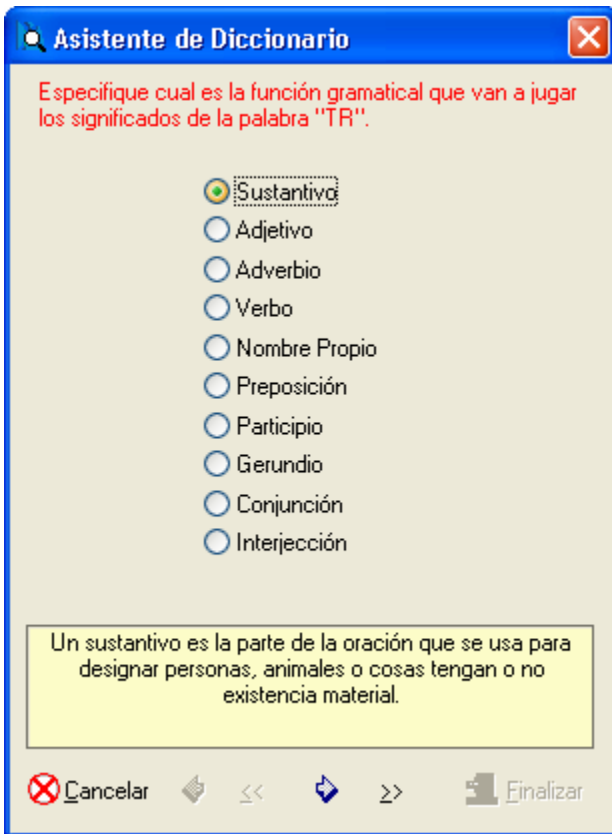 Asistente de Diccionario
Especifique cual es la función gramatical que van a jugar
los significados de la palabra "TR".
Sustantivo
Adjetivo
Adverbio
Verbo
Nombre Propio
Preposición
Participio
Gerundio
Conjunción
Interjección
Un sustantivo es la parte de la oración que se usa para
designar personas, animales o cosas tengan o no
existencia material.
Cancelar << >> Finalizar